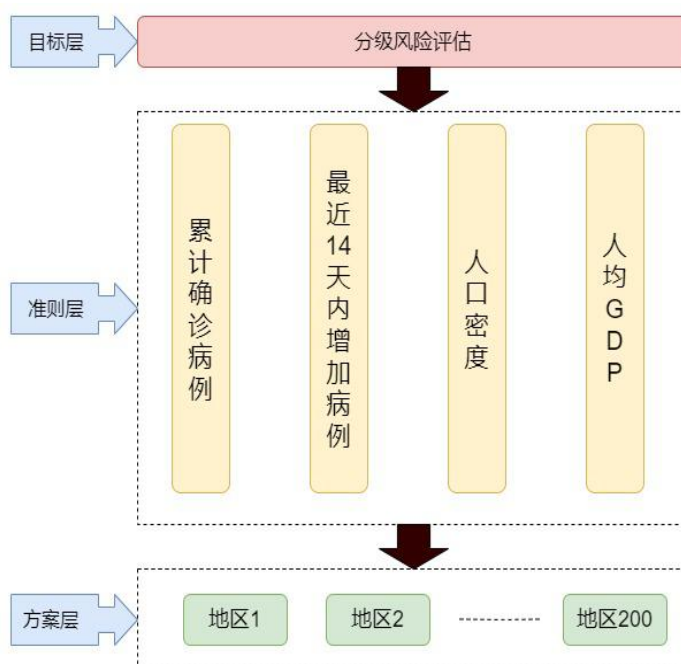 目标层
分级风险评估
准则层
累计确诊病例
最近14天内增加病例
人口密度
人均GDP
方案层
地区1
地区2
地区200